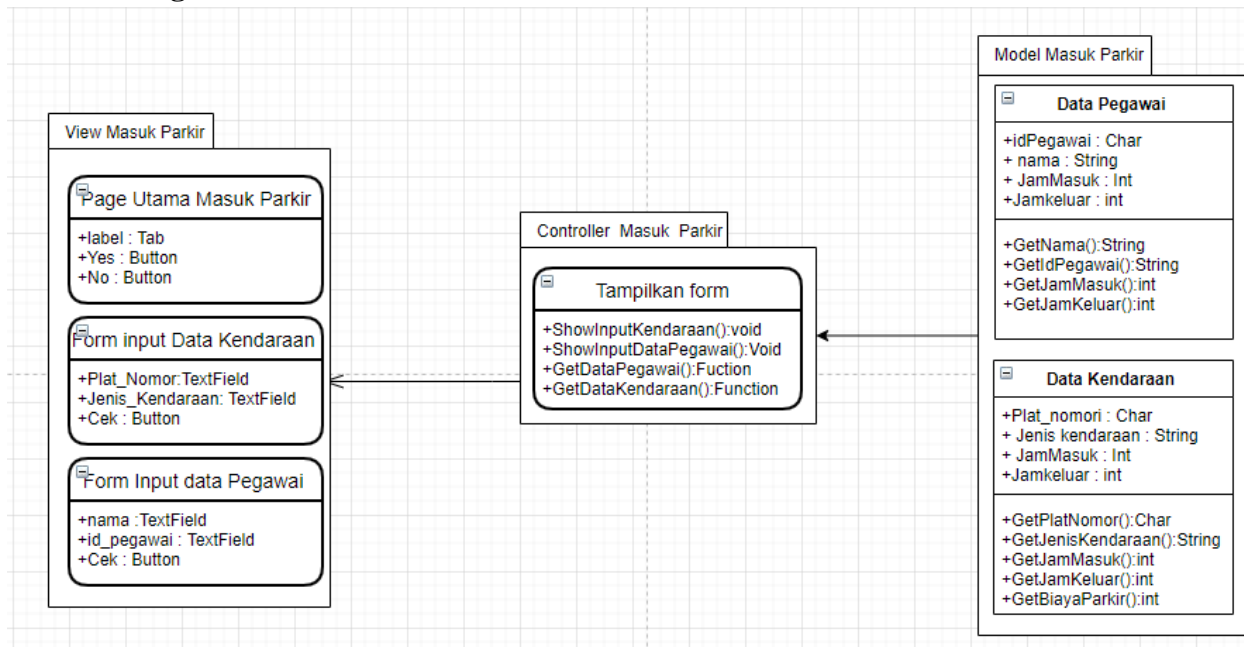 View Masuk Parkir
Page Utama Masuk Parkir
+label : Tab
+Yes : Button
+No : Button
Form input Data Kendaraan
+Plat_Nomor:TextField
+Jenis_Kendaraan: TextField
+Cek : Button
Form Input data Pegawai
+nama :TextField
+id_pegawai : TextField
+Cek : Button
Controller Masuk Parkir
Tampilkan form
+ShowInputKendaraan():void
+ShowInputDataPegawai():Void
+GetDataPegawai():Fuction
+GetDataKendaraan():Function
Model Masuk Parkir
Data Pegawai
+idPegawai : Char
+ nama : String
+ JamMasuk : Int
+Jamkeluar : int
+GetNama():String
+GetIdPegawai():String
+GetJamMasuk():int
+GetJamKeluar():int
Data Kendaraan
+Plat_nomori : Char
+ Jenis kendaraan : String
+ JamMasuk : Int
+Jamkeluar : int
+GetPlatNomor():Char
+GetJenisKendaraan():String
+GetJamMasuk():int
+GetJamKeluar():int
+GetBiayaParkir():int